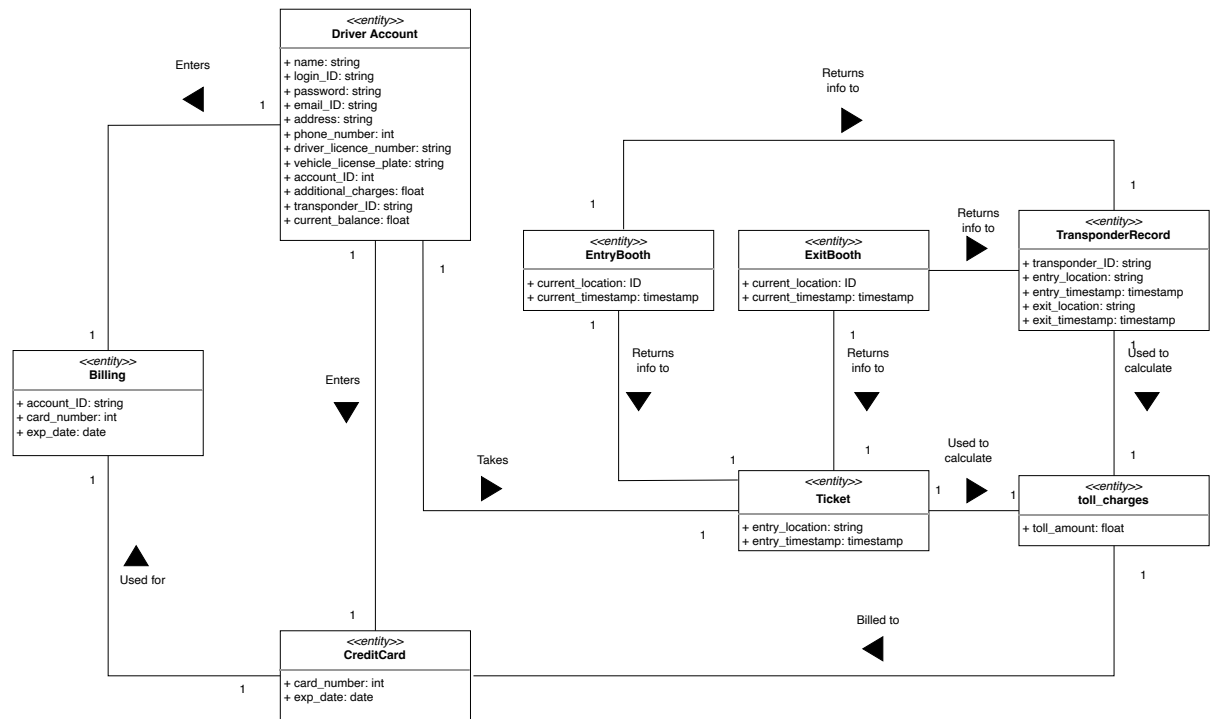 <<entity>>
Driver Account
+ name: string
+ login_ID: string
+ password: string
+ email_ID: string
+ address: string
+ phone_number: int
+ driver_licence_number: string
+ vehicle_license_plate: string
+ account_ID: int
+ additional_charges: float
+ transponder_ID: string
+ current_balance: float
Enters
1
1
1
Returns
info to
1
1
<<entity>>
EntryBooth
+ current_location: ID
+ current_timestamp: timestamp
1
<<entity>>
ExitBooth
+ current_location: ID
+ current_timestamp: timestamp
1
Returns
info to
<<entity>>
TransponderRecord
+ transponder_ID: string
+ entry_location: string
+ entry_timestamp: timestamp
+ exit_location: string
+ exit_timestamp: timestamp
1
Used to
calculate
1
1
<<entity>>
Billing
+ account_ID: string
+ card_number: int
+ exp_date: date
1
Enters
Returns
info to
Returns
info to
Takes
1
1
1
<<entity>>
Ticket
+ entry_location: string
+ entry_timestamp: timestamp
1
Used to
calculate
1
<<entity>>
toll_charges
+ toll_amount: float
1
Used for
Billed to
1
1
<<entity>>
CreditCard
+ card_number: int
+ exp_date: date